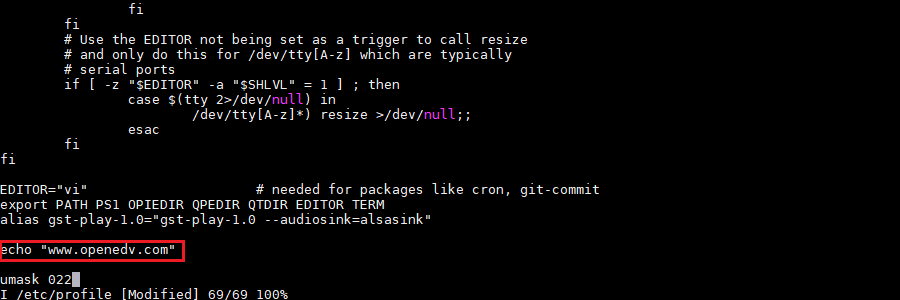 fi
fi
# Use the EDITOR not being set as a trigger to call resize
# and only do this for /dev/tty[A-z] which are typically
# serial ports
if [ -z "$EDITOR" -a "$SHLVL" = 1 ] ; then
case $(tty 2>/dev/null) in
/dev/tty[A-z]*) resize >/dev/null;;
esac
fi
fi
EDITOR="vi" # needed for packages like cron, git-commit
export PATH PS1 OPIEDIR QPEDIR QTDIR EDITOR TERM
alias gst-play-1.0="gst-play-1.0 --audiosink=alsasink"
echo "www.openedv.com"
umask 022
I /etc/profile [Modified] 69/69 100%